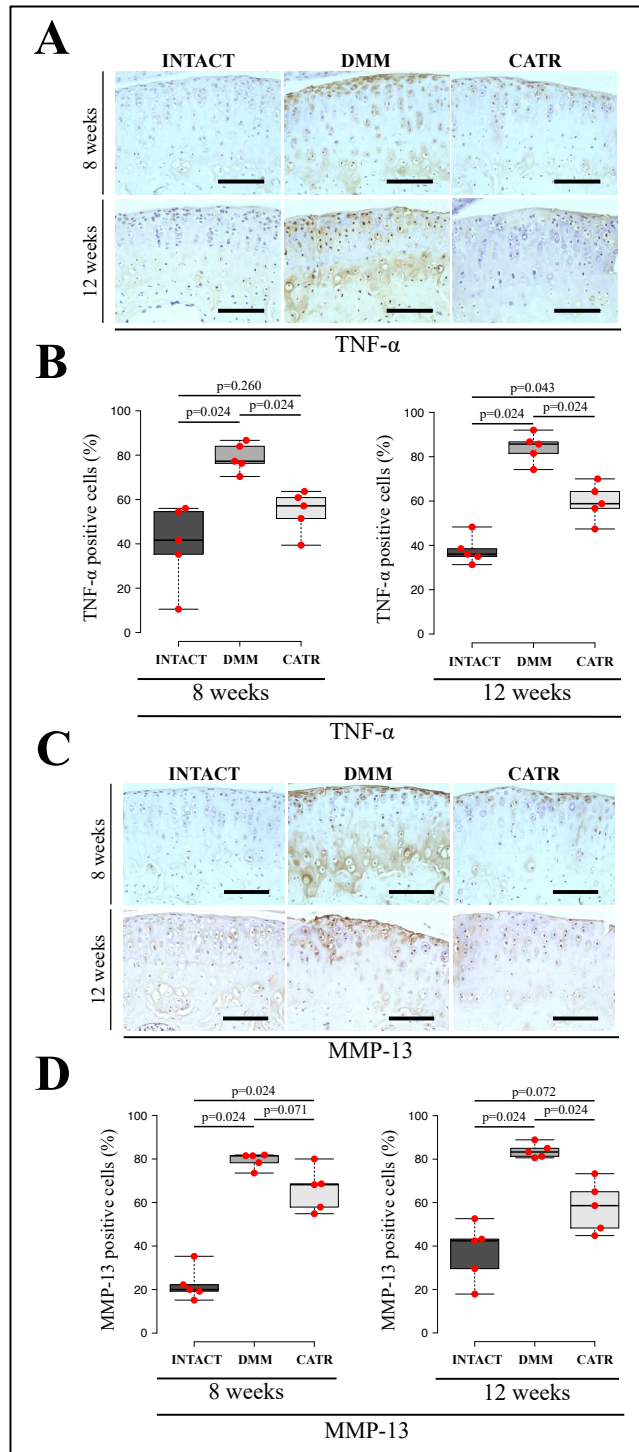 A
INTACT DMM CATR
8 weeks
12 weeks
TNF-α
B
p=0.260
p=0.024 p=0.024
TNF-α positive cells (%)
100
80
60
40
20
0
INTACT DMM CATR
8 weeks
p=0.043
p=0.024 p=0.024
TNF-α positive cells (%)
100
80
60
40
20
0
INTACT DMM CATR
12 weeks
TNF-α
C
INTACT DMM CATR
8 weeks
12 weeks
MMP-13
D
p=0.024
p=0.024 p=0.071
MMP-13 positive cells (%)
100
80
60
40
20
0
INTACT DMM CATR
8 weeks
p=0.072
p=0.024 p=0.024
MMP-13 positive cells (%)
100
80
60
40
20
0
INTACT DMM CATR
12 weeks
MMP-13